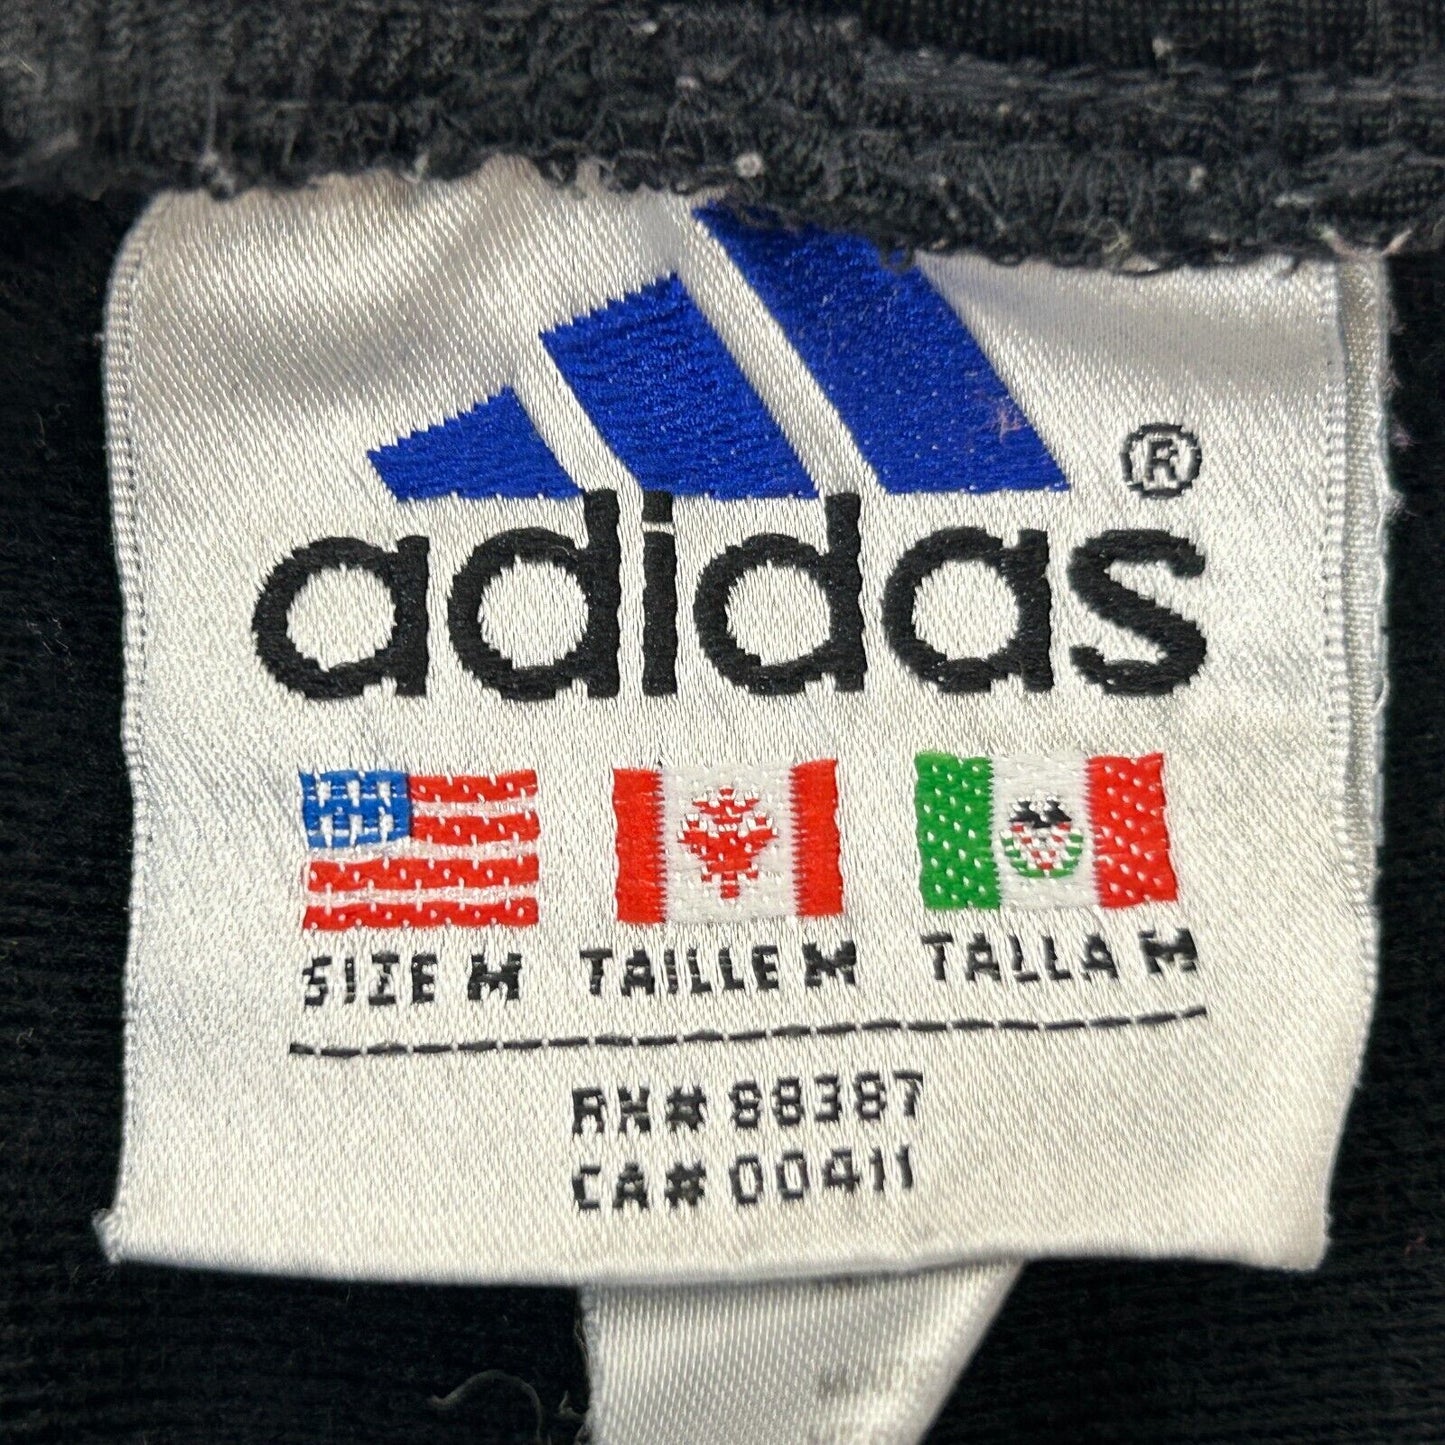 ®
adidas
SIZE M TAILLE M TALLA M
RN# 88387
CA# 00411